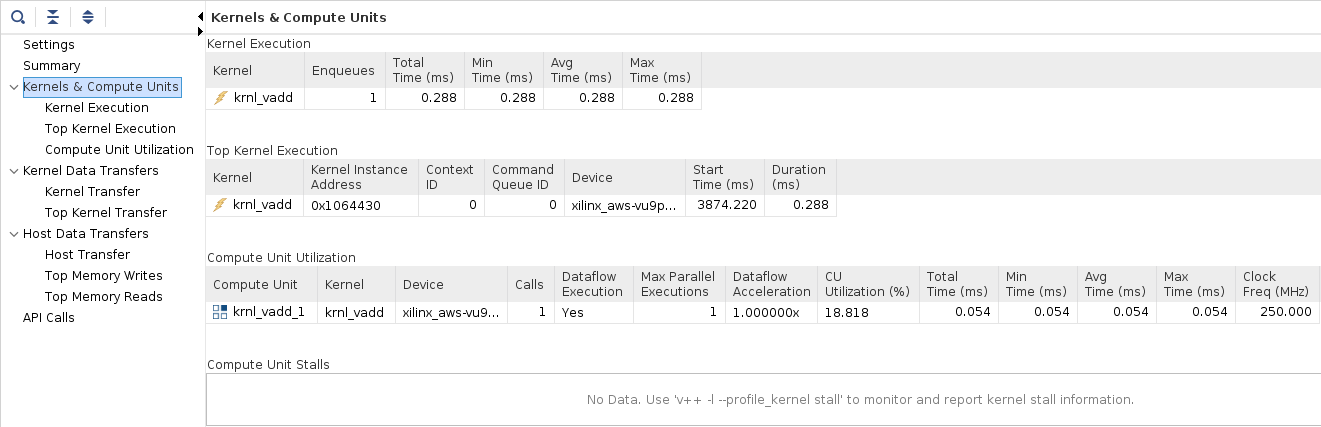 Kernels & Compute Units
Settings
Summary
Kernels & Compute Units
Kernel Execution
Top Kernel Execution
Compute Unit Utilization
Kernel Data Transfers
Kernel Transfer
Top Kernel Transfer
Host Data Transfers
Host Transfer
Top Memory Writes
Top Memory Reads
API Calls
Kernel Execution
Kernel Enqueues Total Time (ms) Min Time (ms) Avg Time (ms) Max Time (ms)
krnl_vadd 1 0.288 0.288 0.288 0.288
Top Kernel Execution
Kernel Kernel Instance Address Context ID Command Queue ID Device Start Time (ms) Duration (ms)
krnl_vadd 0x1064430 0 0 xilinx_aws-vu9p... 3874.220 0.288
Compute Unit Utilization
Compute Unit Kernel Device Calls Dataflow Execution Max Parallel Executions Dataflow Acceleration CU Utilization (%) Total Time (ms) Min Time (ms) Avg Time (ms) Max Time (ms) Clock Freq (MHz)
krnl_vadd_1 krnl_vadd xilinx_aws-vu9... 1 Yes 1 1.000000x 18.818 0.054 0.054 0.054 0.054 250.000
Compute Unit Stalls
No Data. Use 'v++ -l --profile_kernel stall' to monitor and report kernel stall information.